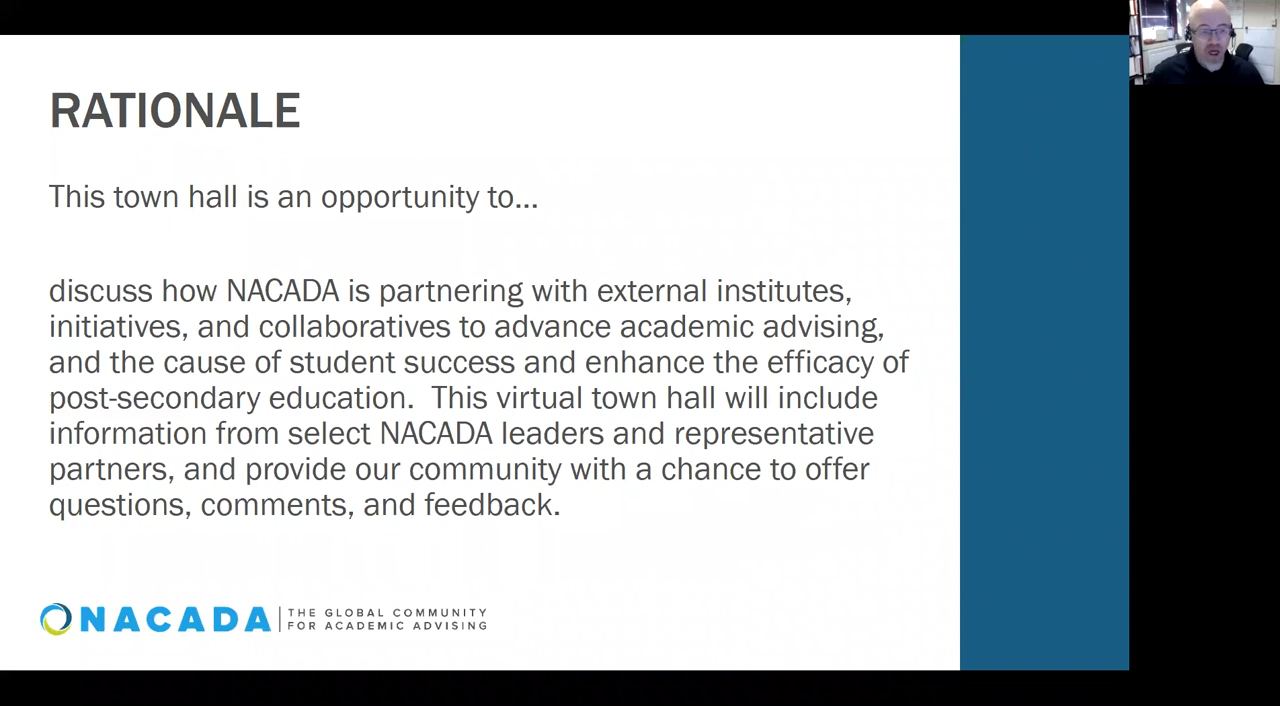 RATIONALE
This town hall is an opportunity to...
discuss how NACADA is partnering with external institutes,
initiatives, and collaboratives to advance academic advising,
and the cause of student success and enhance the efficacy of
post-secondary education.  This virtual town hall will include
information from select NACADA leaders and representative
partners, and provide our community with a chance to offer
questions, comments, and feedback.
NACADA
THE GLOBAL COMMUNITY
FOR ACADEMIC ADVISING